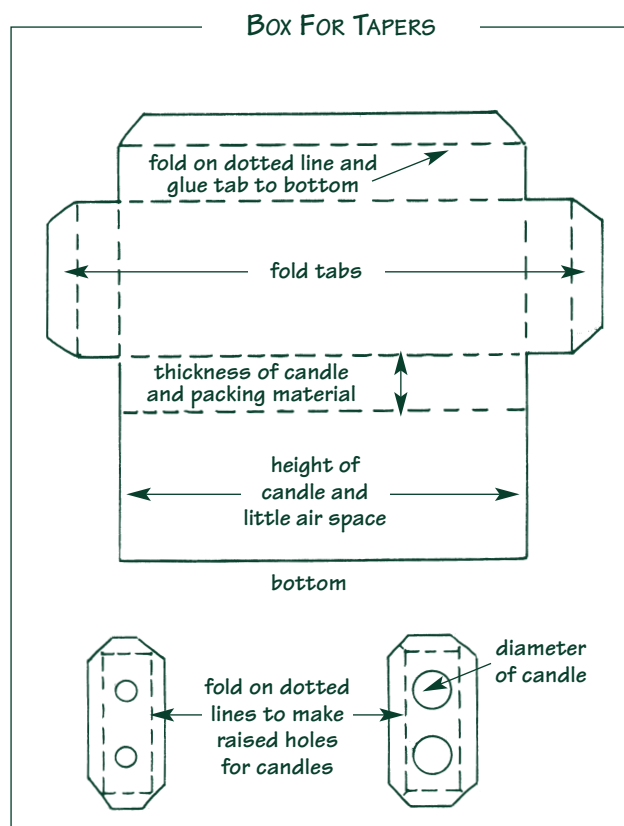 BOX FOR TAPERS
fold on dotted line and
glue tab to bottom
fold tabs
thickness of candle
and packing material
height of
candle and
little air space
bottom
diameter
of candle
fold on dotted
lines to make
raised holes
for candles